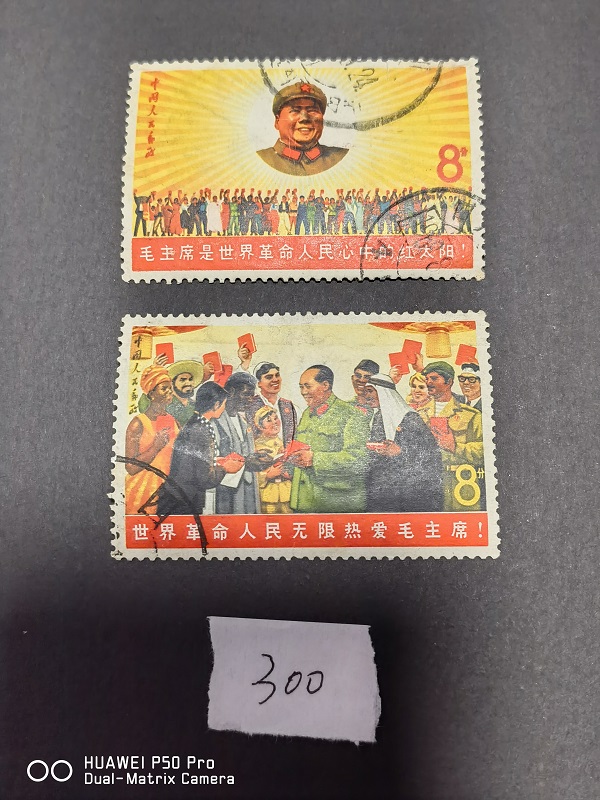 中国人民邮政
8分
毛主席是世界革命人民心中的红太阳!
中国人民邮政
8分
世界革命人民无限热爱毛主席!
300
HUAWEI P50 Pro
Dual-Matrix Camera